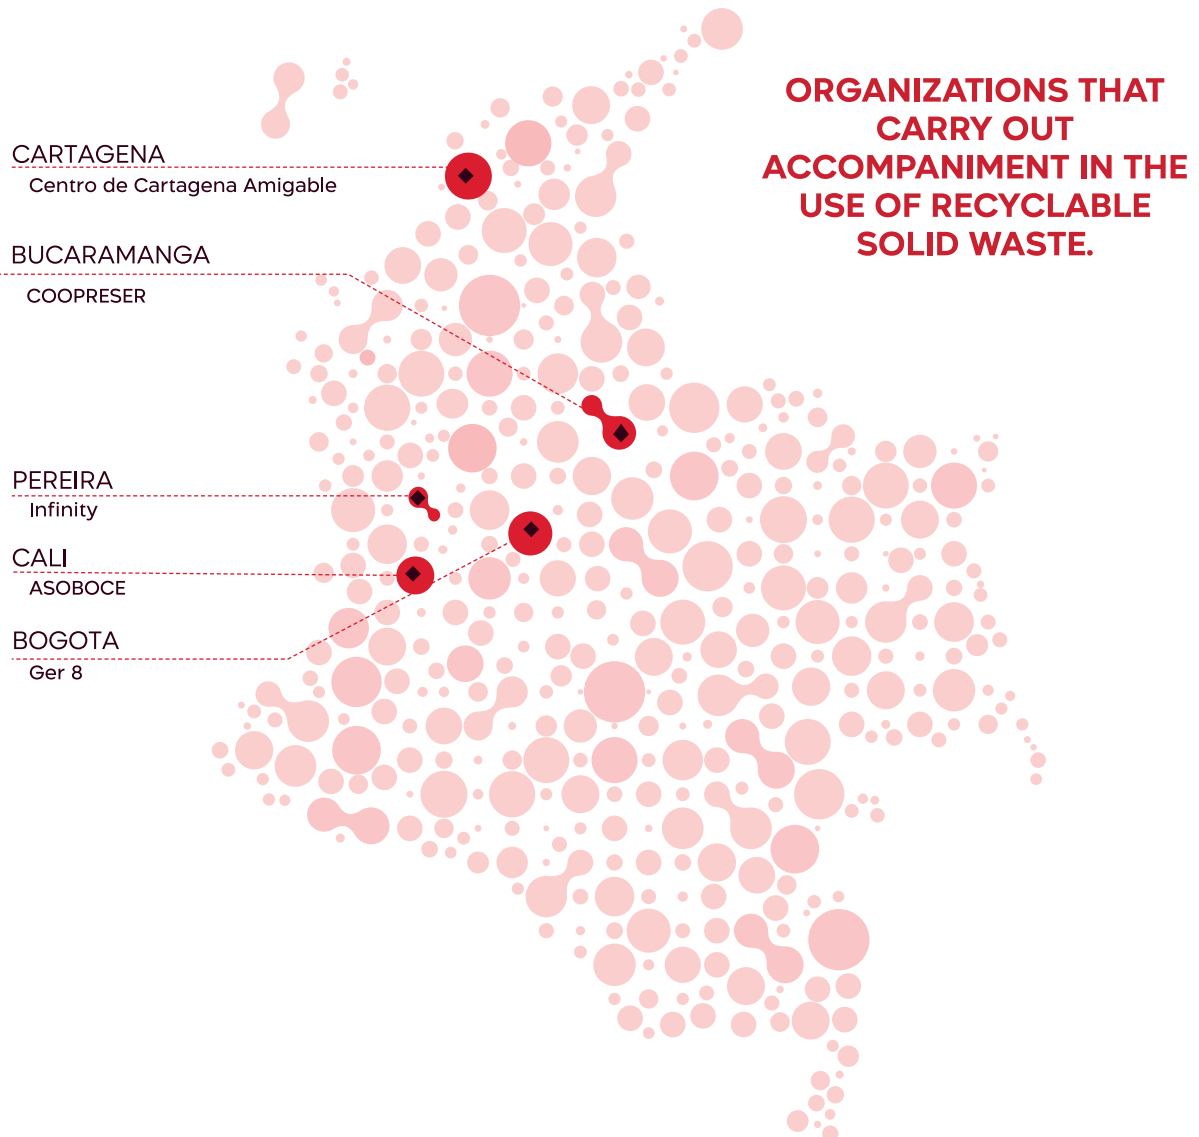 ORGANIZATIONS THAT
CARRY OUT
ACCOMPANIMENT IN THE
USE OF RECYCLABLE
SOLID WASTE.
CARTAGENA
Centro de Cartagena Amigable
BUCARAMANGA
COOPRESER
PEREIRA
Infinity
CALI
ASOBOCE
BOGOTA
Ger 8